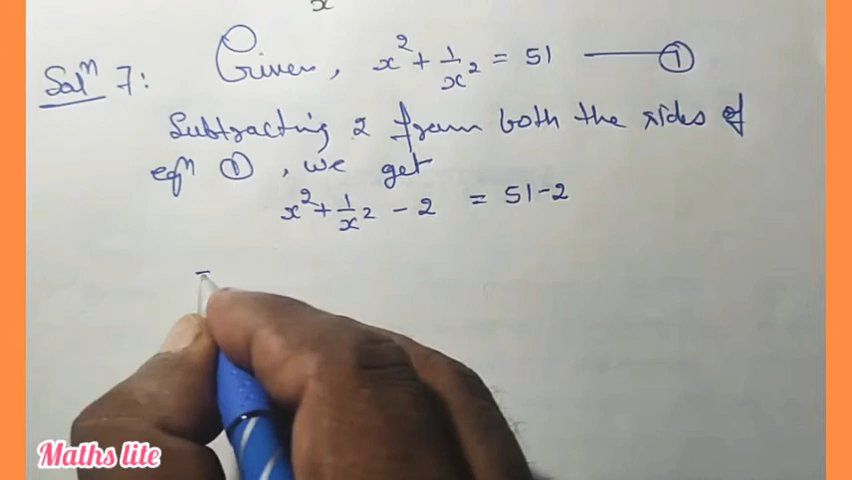 x
Solⁿ 7: Given, x² + 1/x² = 51 —— ①
Subtracting 2 from both the sides of
eqⁿ ①, we get
x² + 1/x² - 2 = 51-2
Maths lite